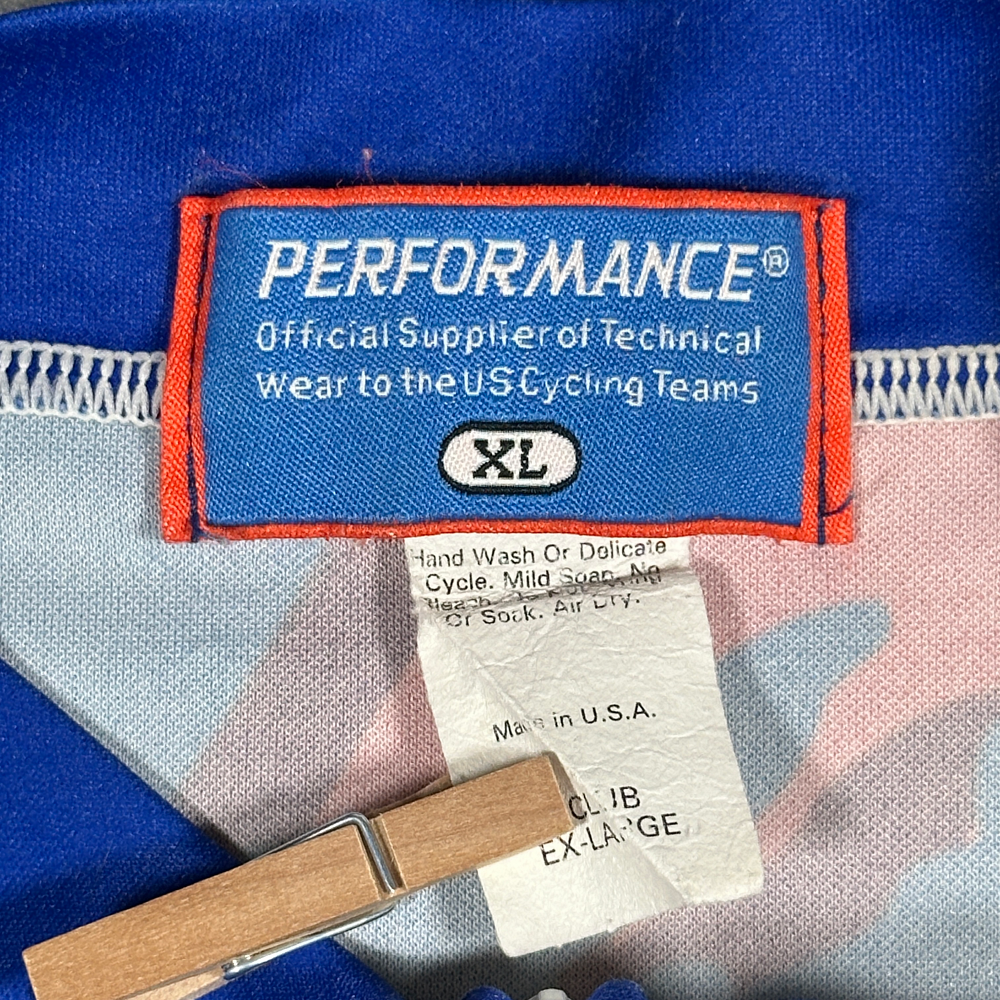 PERFORMANCE®
Official Supplier of Technical
Wear to the US Cycling Teams
XL
Hand Wash Or Delicate
Cycle. Mild Soap. No
Or Soak. Air Dry.
Made in U.S.A.
CLUB
EX-LARGE